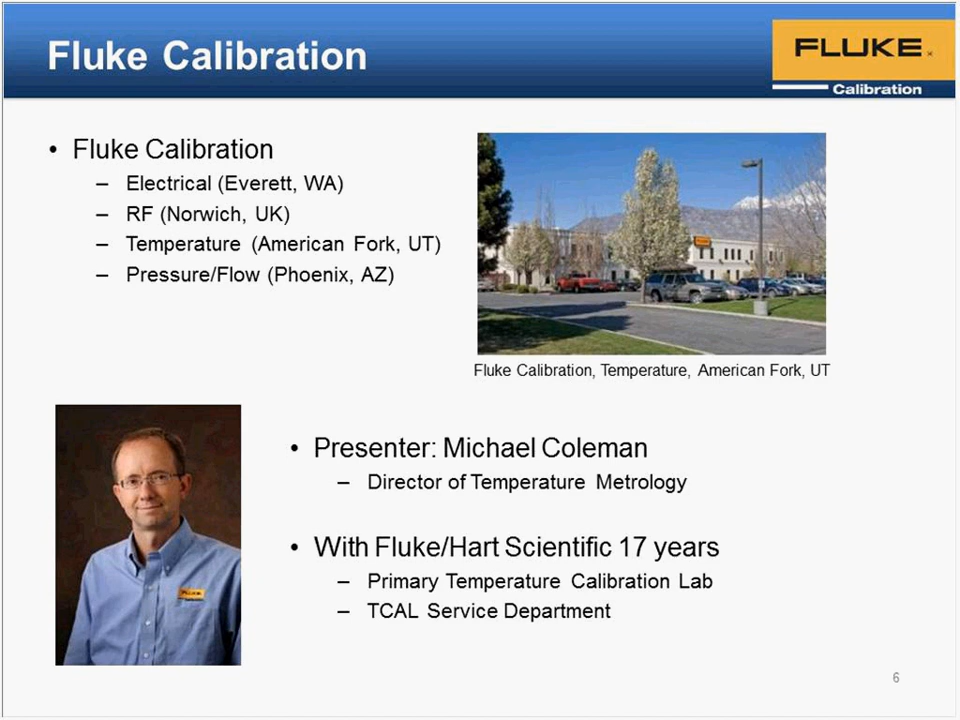 Fluke Calibration
FLUKE
Calibration
• Fluke Calibration
– Electrical (Everett, WA)
– RF (Norwich, UK)
– Temperature (American Fork, UT)
– Pressure/Flow (Phoenix, AZ)
Fluke Calibration, Temperature, American Fork, UT
• Presenter: Michael Coleman
– Director of Temperature Metrology
• With Fluke/Hart Scientific 17 years
– Primary Temperature Calibration Lab
– TCAL Service Department
FLUKE
6